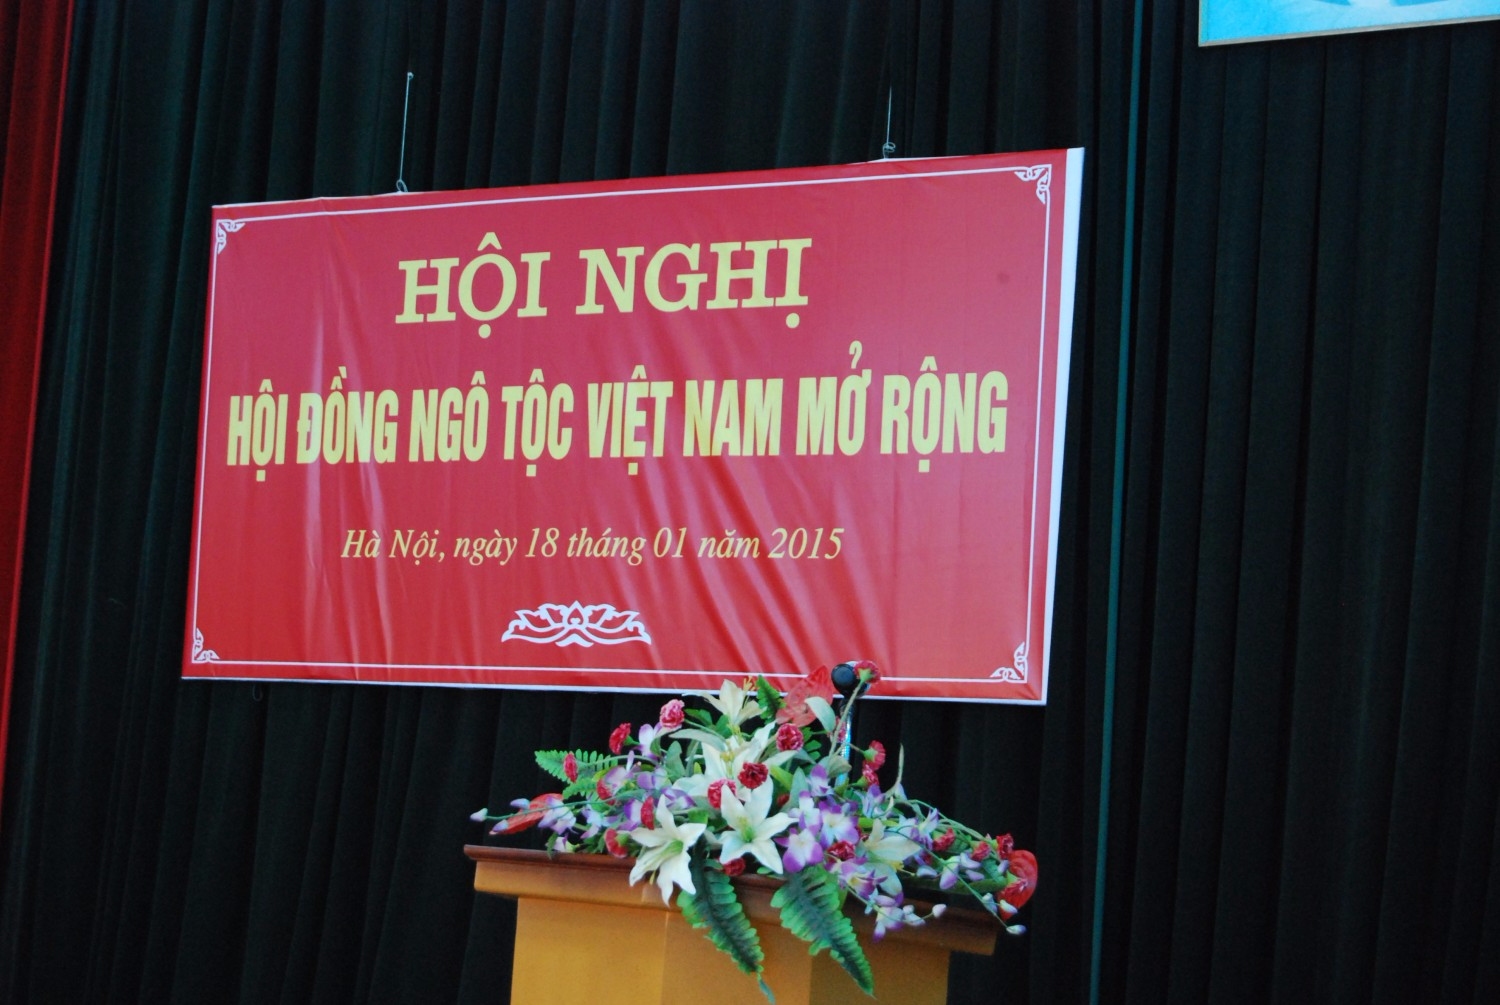 HỘI NGHỊ
HỘI ĐỒNG NGÔ TỘC VIỆT NAM MỞ RỘNG
Hà Nội, ngày 18 tháng 01 năm 2015